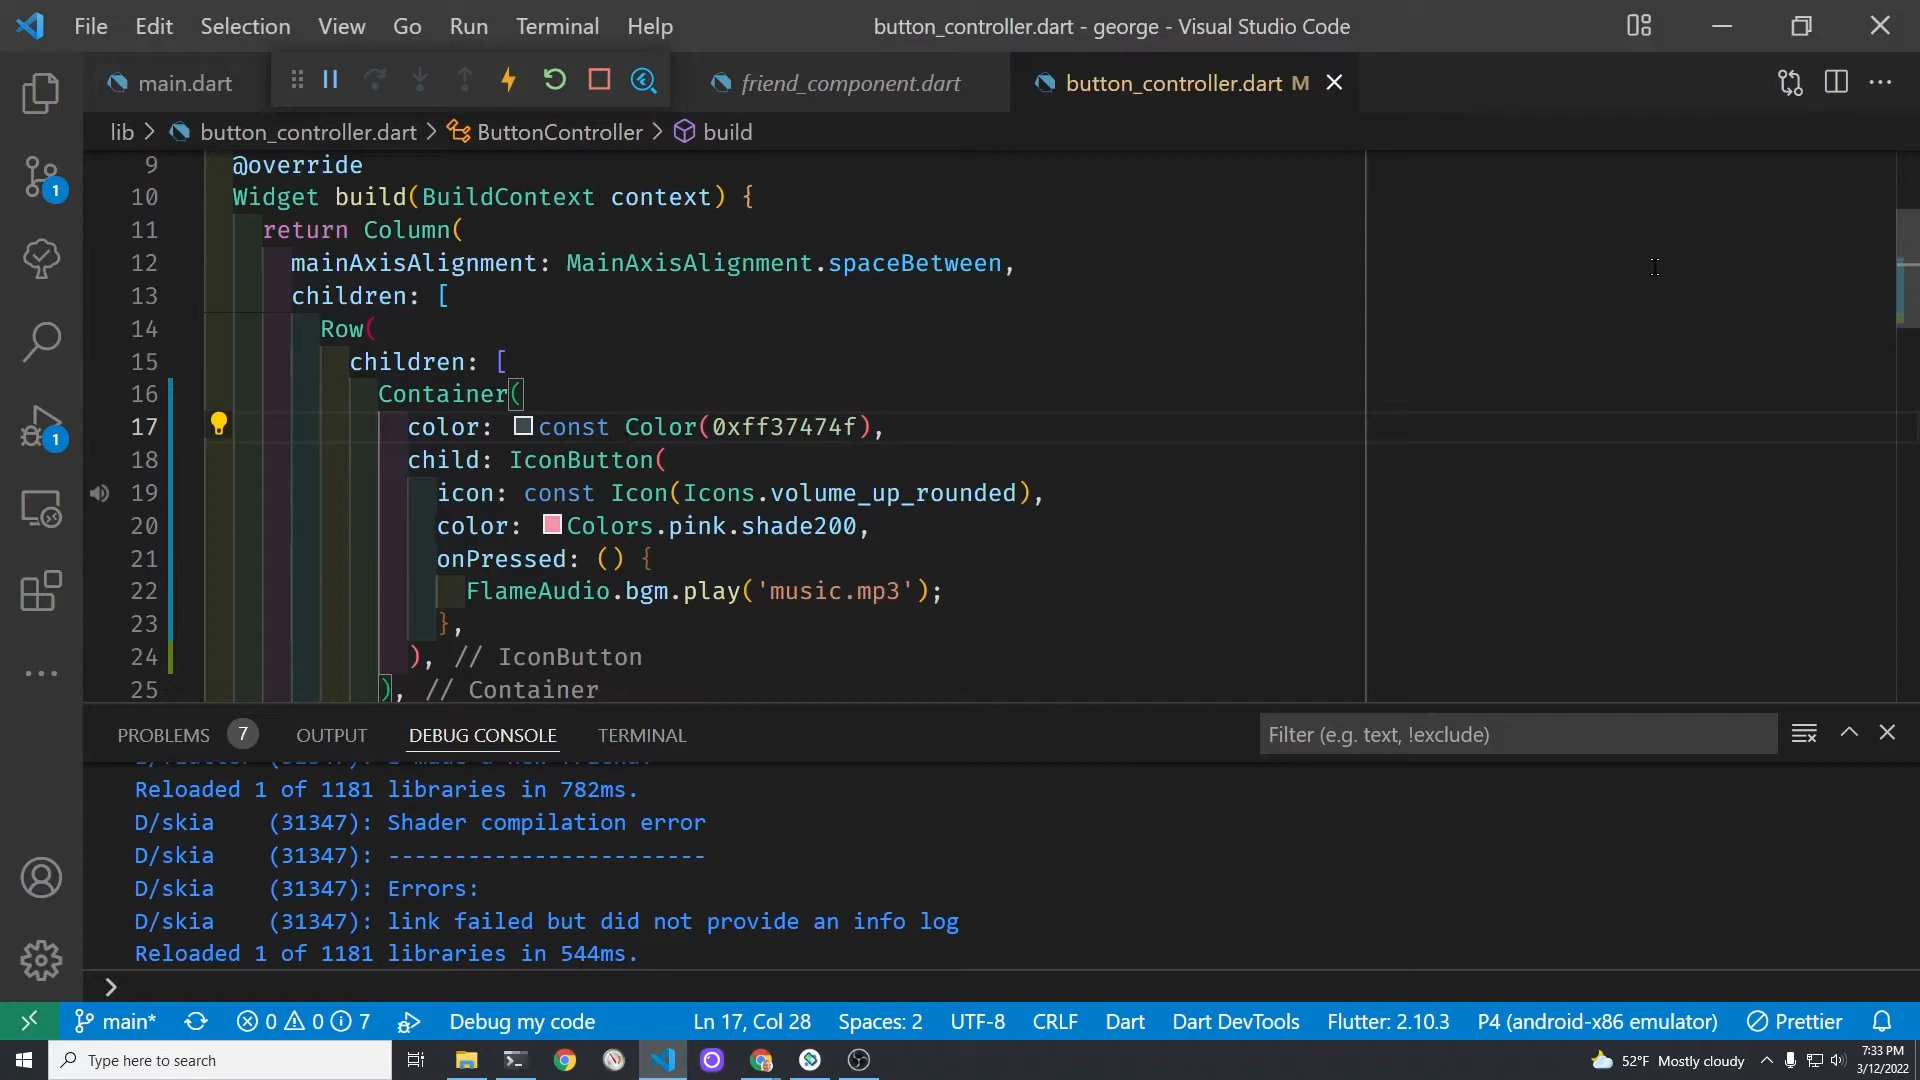 File Edit Selection View Go Run Terminal Help button_controller.dart - george - Visual Studio Code
main.dart friend_component.dart button_controller.dart M
lib > button_controller.dart > ButtonController > build
9 @override
10 Widget build(BuildContext context) {
11 return Column(
12 mainAxisAlignment: MainAxisAlignment.spaceBetween,
13 children: [
14 Row(
15 children: [
16 Container(
17 color: const Color(0xff37474f),
18 child: IconButton(
19 icon: const Icon(Icons.volume_up_rounded),
20 color: Colors.pink.shade200,
21 onPressed: () {
22 FlameAudio.bgm.play('music.mp3');
23 },
24 ), // IconButton
25 ), // Container
1
1
PROBLEMS 7 OUTPUT DEBUG CONSOLE TERMINAL Filter (e.g. text, !exclude)
Reloaded 1 of 1181 libraries in 782ms.
D/skia (31347): Shader compilation error
D/skia (31347): ------------------------
D/skia (31347): Errors:
D/skia (31347): link failed but did not provide an info log
Reloaded 1 of 1181 libraries in 544ms.
>
main* 0 0 7 Debug my code Ln 17, Col 28 Spaces: 2 UTF-8 CRLF Dart Dart DevTools Flutter: 2.10.3 P4 (android-x86 emulator) Prettier
Type here to search 52°F Mostly cloudy 7:33 PM
3/12/2022